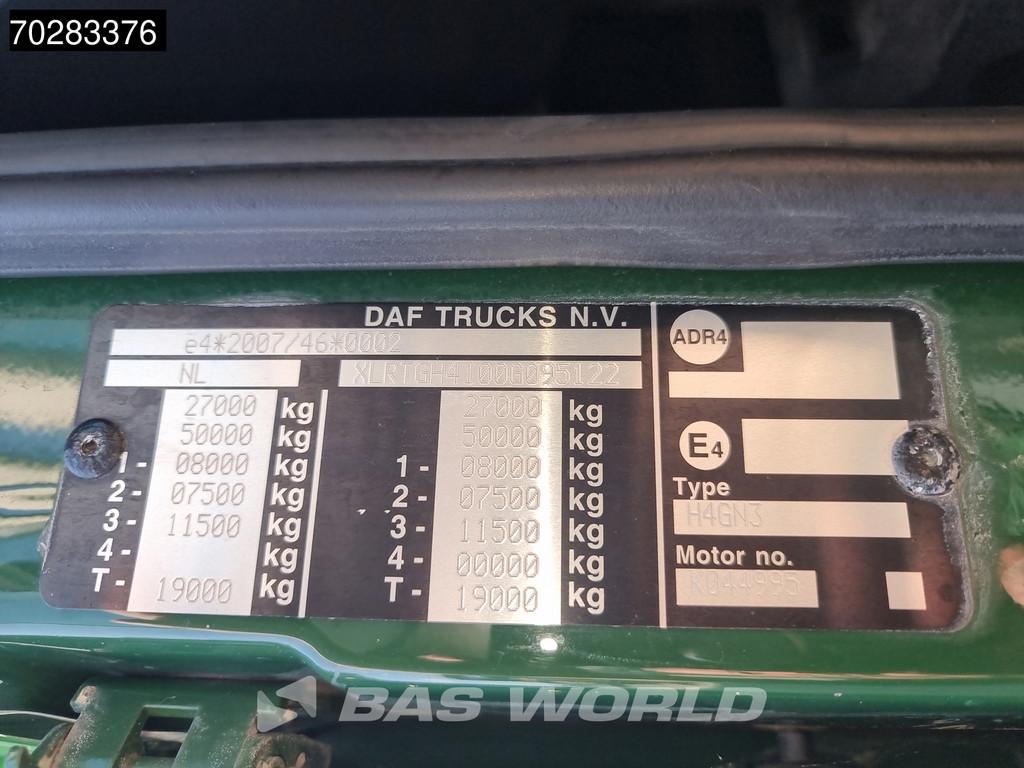 70283376
DAF TRUCKS N.V.
e4*2007/46*0002
NL XLRTGH4100G095122
27000 kg 27000 kg
50000 kg 50000 kg
1- 08000 kg 1- 08000 kg
2- 07500 kg 2- 07500 kg
3- 11500 kg 3- 11500 kg
4- kg 4- 00000 kg
T- 19000 kg T- 19000 kg
ADR4
E4
Type
H4GN3
Motor no.
K044995
BAS WORLD